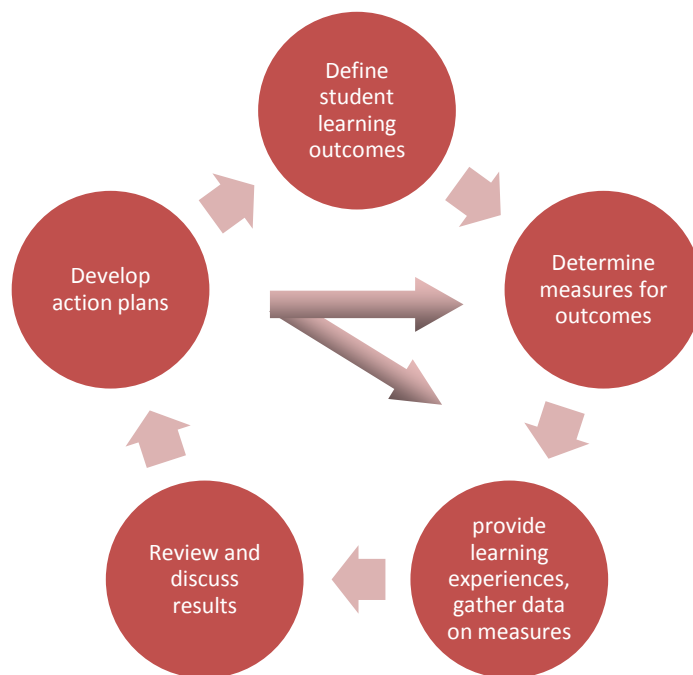 Define
student
learning
outcomes
Determine
measures for
outcomes
provide
learning
experiences,
gather data
on measures
Review and
discuss
results
Develop
action plans